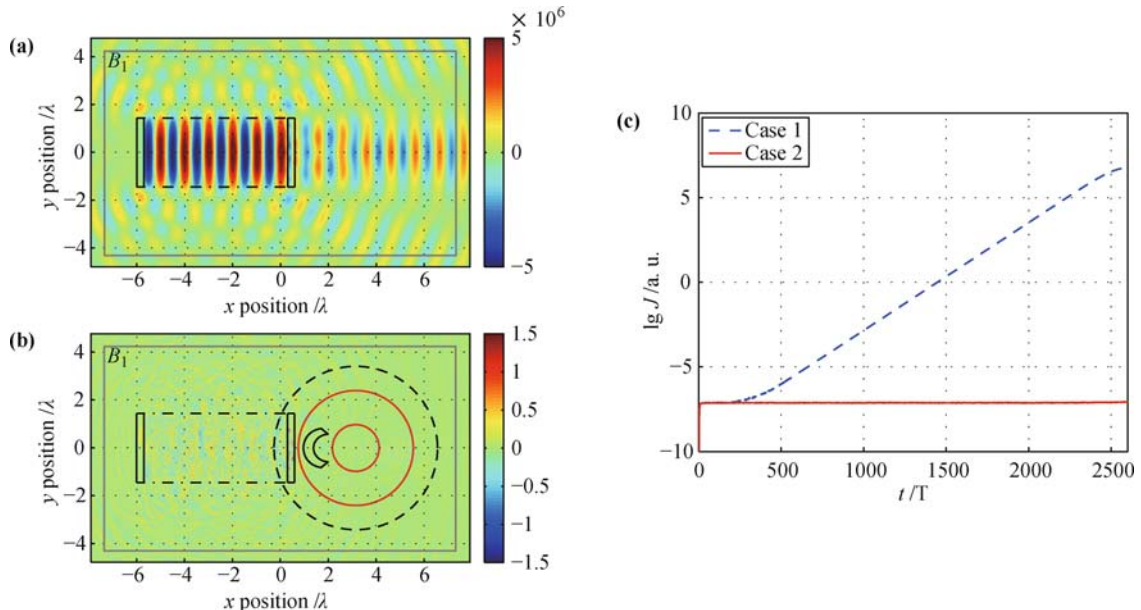 (a)
× 10⁶
B₁
4
2
0
−2
−4
y position /λ
−6 −4 −2 0 2 4 6
x position /λ
5
0
−5
(b)
B₁
4
2
0
−2
−4
y position /λ
−6 −4 −2 0 2 4 6
x position /λ
1.5
1
0.5
0
−0.5
−1
−1.5
(c)
Case 1
Case 2
10
5
0
−5
−10
lg J /a. u.
0 500 1000 1500 2000 2500
t /T